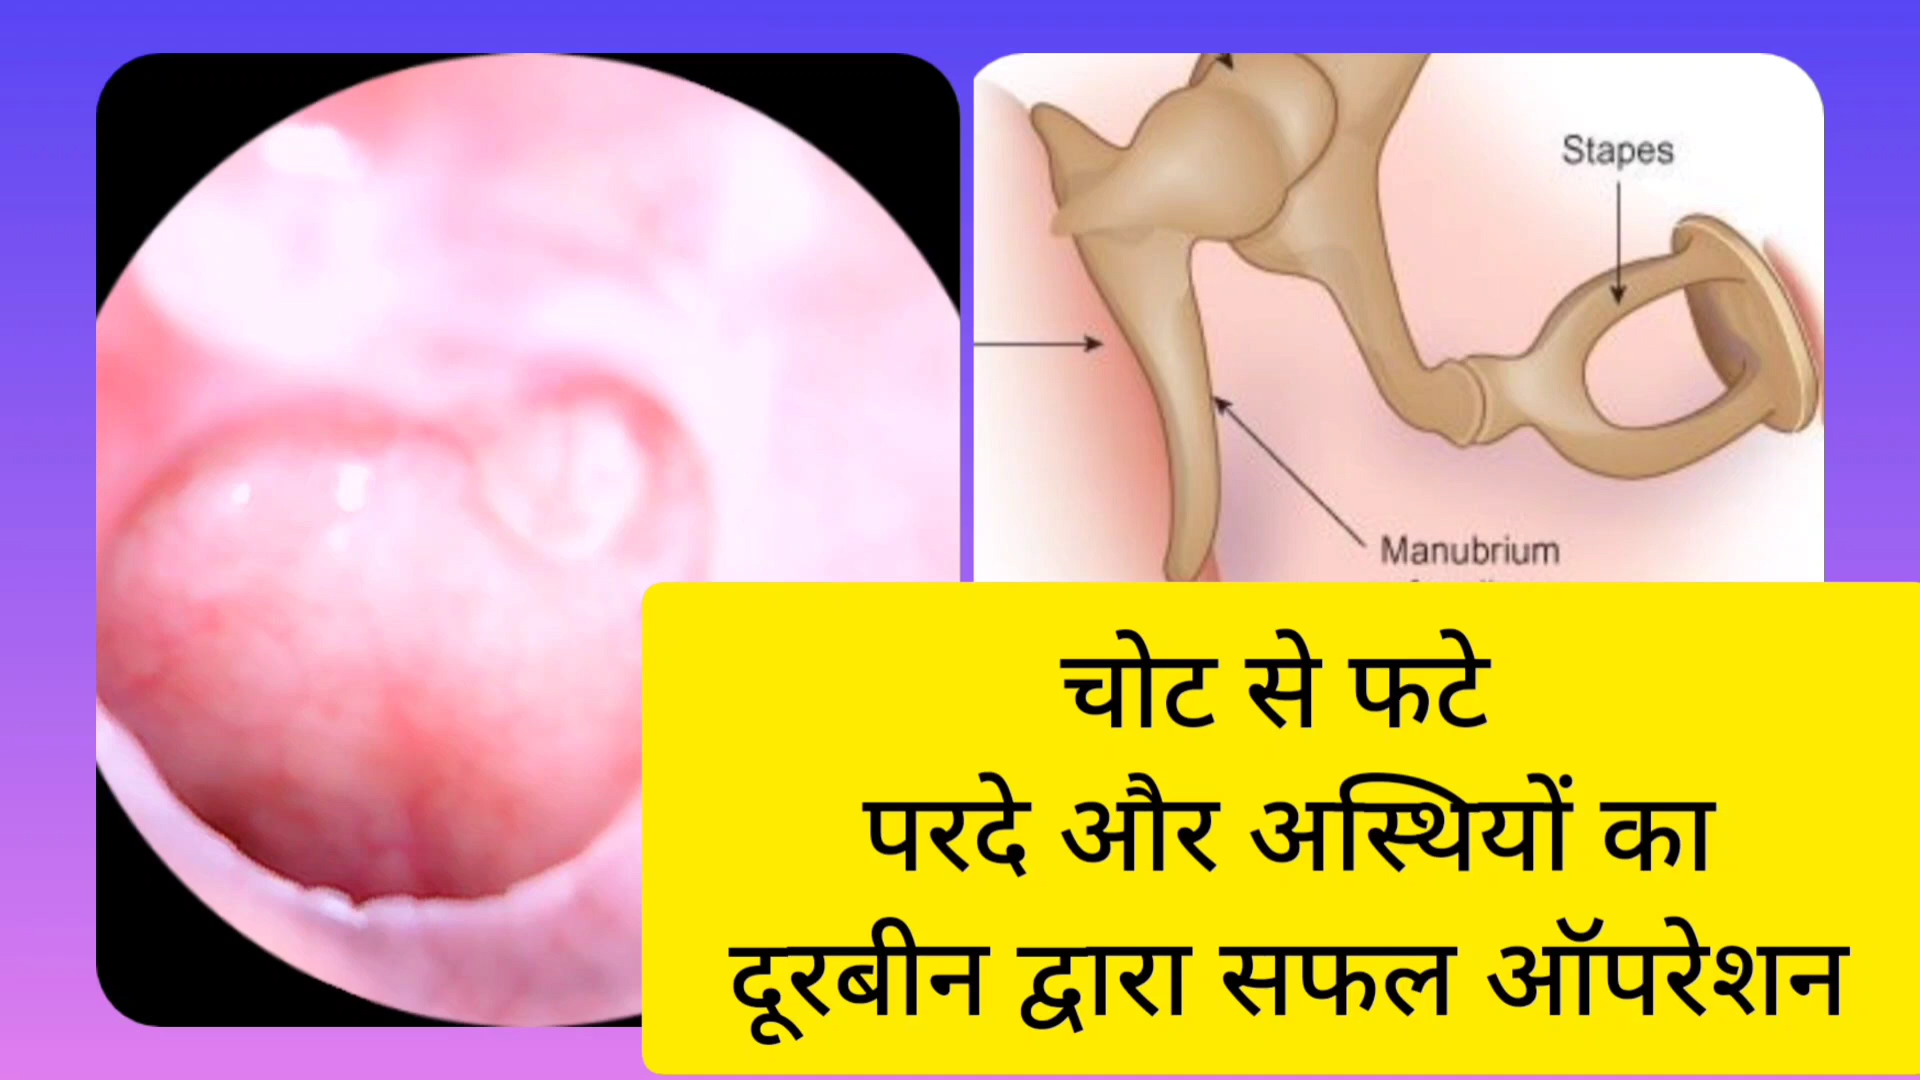 Stapes
Manubrium
चोट से फटे
परदे और अस्थियों का
दूरबीन द्वारा सफल ऑपरेशन